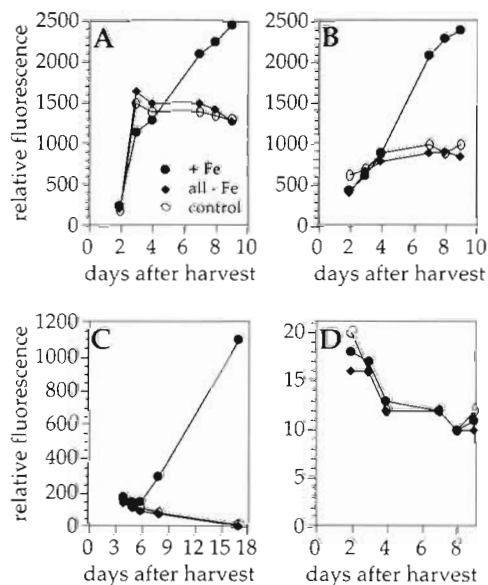 A
relative fluorescence
2500
2000
1500
1000
500
0
0 2 4 6 8 10
days after harvest
+ Fe
all - Fe
control
B
2500
2000
1500
1000
500
0
0 2 4 6 8 10
days after harvest
C
relative fluorescence
1200
1000
800
600
400
200
0
0 3 6 9 12 15 18
days after harvest
D
20
15
10
5
0
0 2 4 6 8
days after harvest